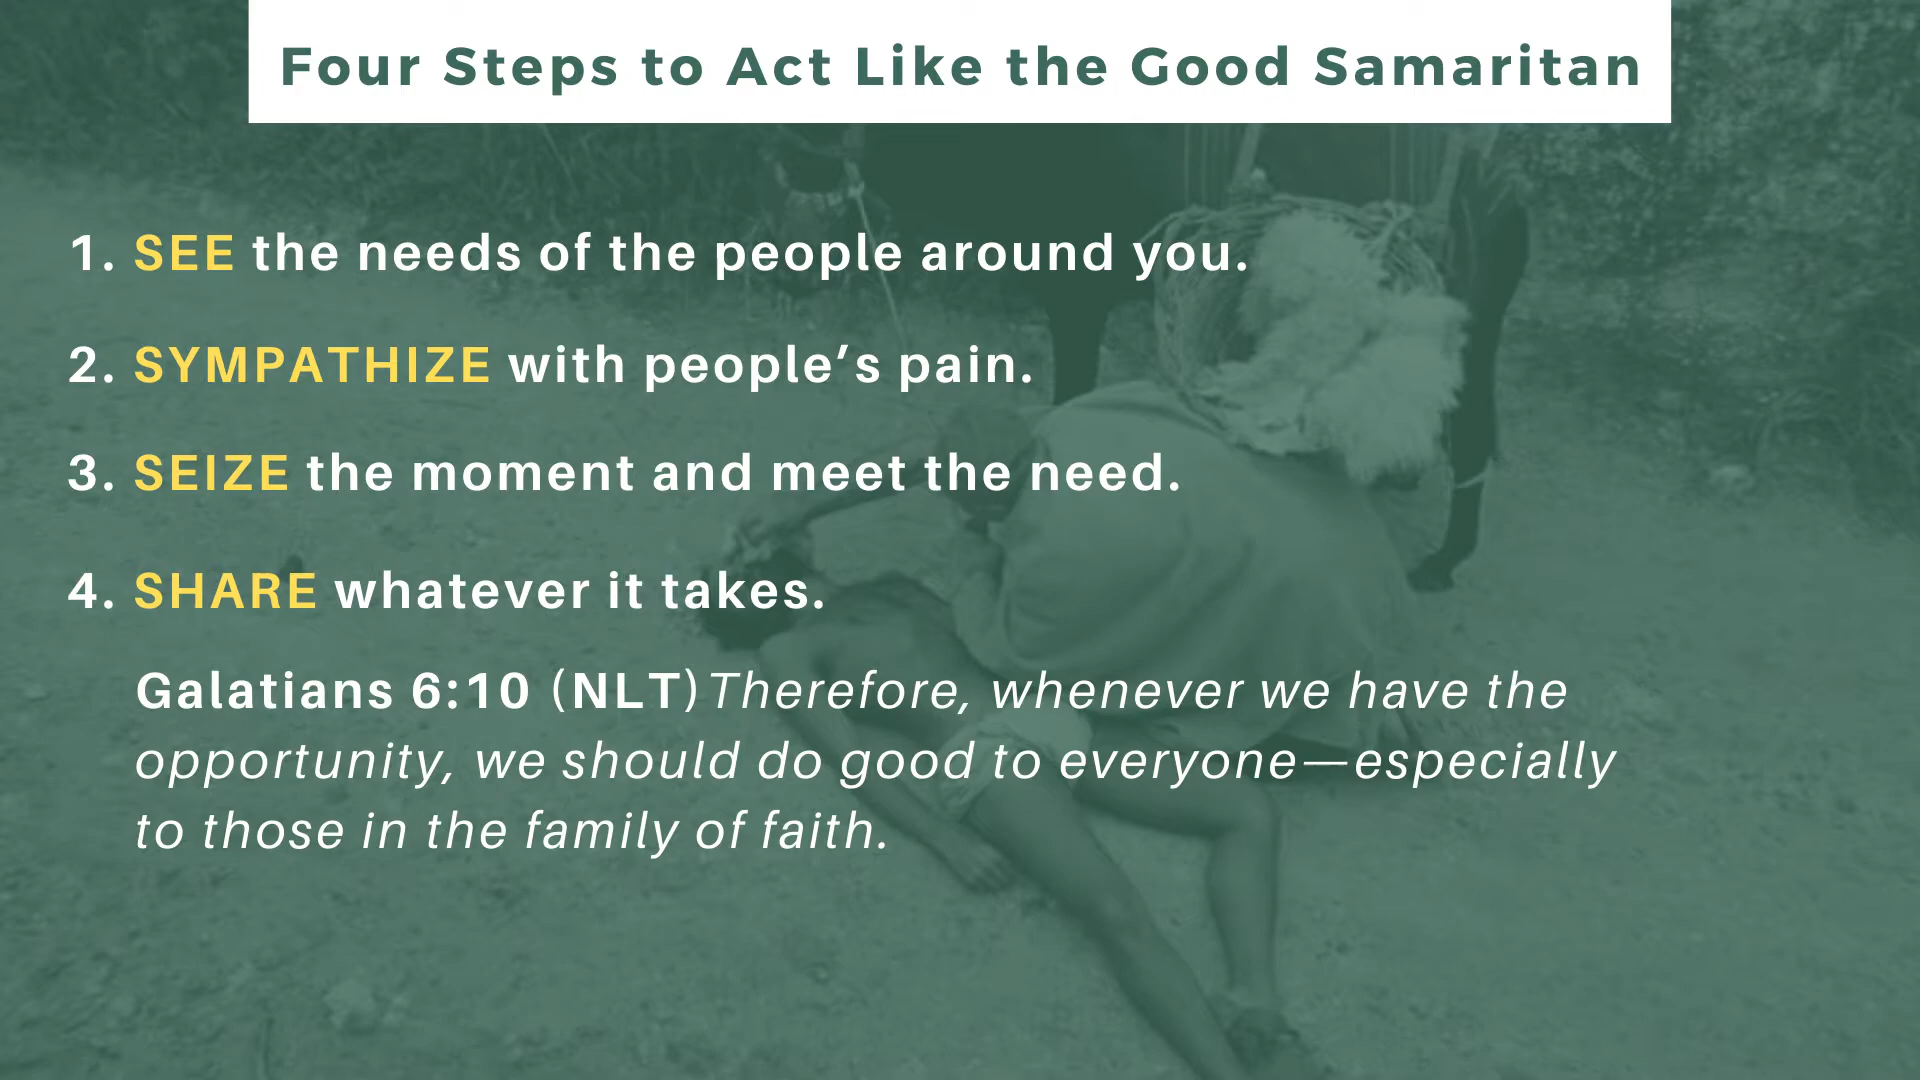 Four Steps to Act Like the Good Samaritan
1. SEE the needs of the people around you.
2. SYMPATHIZE with people’s pain.
3. SEIZE the moment and meet the need.
4. SHARE whatever it takes.
Galatians 6:10 (NLT) Therefore, whenever we have the
opportunity, we should do good to everyone—especially
to those in the family of faith.